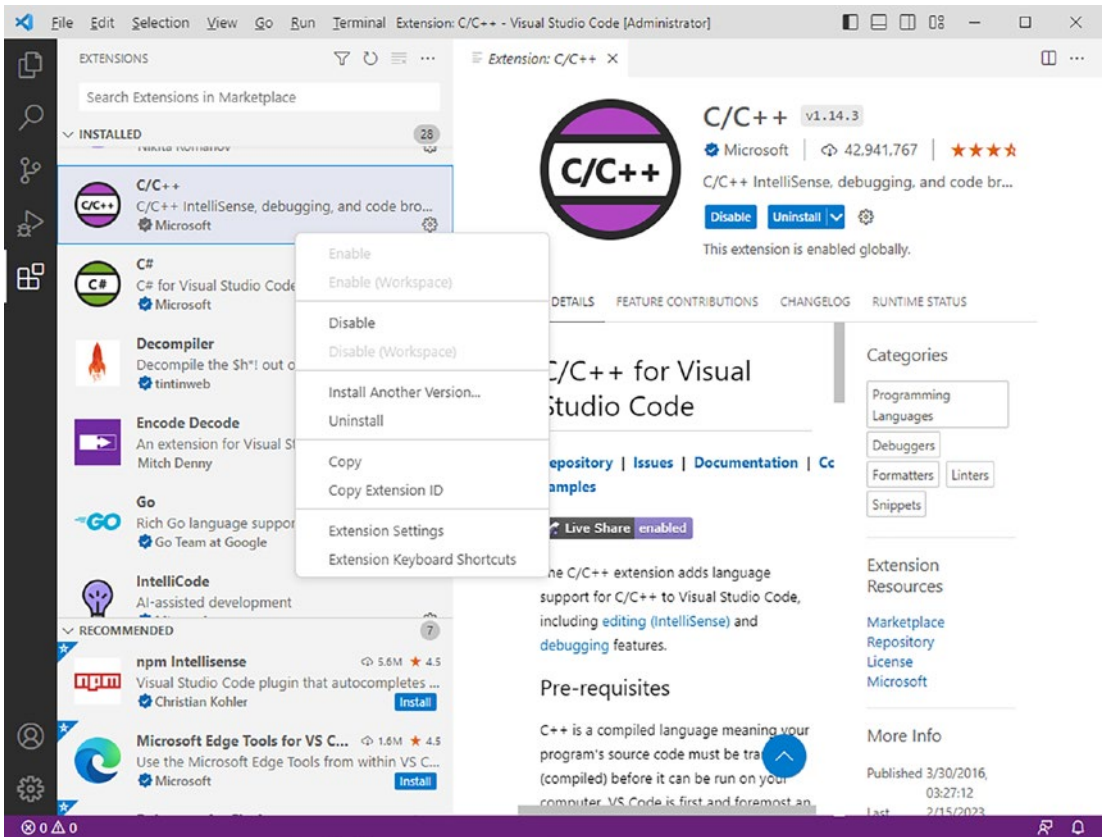 File Edit Selection View Go Run Terminal Extension: C/C++ - Visual Studio Code [Administrator]
EXTENSIONS
Search Extensions in Marketplace
INSTALLED 28
Nikita Romanov
C/C++
C/C++
C/C++ IntelliSense, debugging, and code bro...
Microsoft
C#
C#
C# for Visual Studio Code
Microsoft
Decompiler
Decompile the $h*! out o
tintinweb
Encode Decode
An extension for Visual St
Mitch Denny
GO
Go
Rich Go language suppor
Go Team at Google
IntelliCode
AI-assisted development
RECOMMENDED 7
npm
npm Intellisense 5.6M ★ 4.5
Visual Studio Code plugin that autocompletes ...
Christian Kohler Install
Microsoft Edge Tools for VS C... 1.6M ★ 4.5
Use the Microsoft Edge Tools from within VS C...
Microsoft Install
Enable
Enable (Workspace)
Disable
Disable (Workspace)
Install Another Version...
Uninstall
Copy
Copy Extension ID
Extension Settings
Extension Keyboard Shortcuts
Extension: C/C++
C/C++
C/C++ v1.14.3
Microsoft | 42,941,767 |
C/C++ IntelliSense, debugging, and code br...
Disable Uninstall
This extension is enabled globally.
DETAILS FEATURE CONTRIBUTIONS CHANGELOG RUNTIME STATUS
C/C++ for Visual
Studio Code
epository | Issues | Documentation | Cc
amples
Live Share enabled
he C/C++ extension adds language
support for C/C++ to Visual Studio Code,
including editing (IntelliSense) and
debugging features.
Pre-requisites
C++ is a compiled language meaning your
program's source code must be tra
(compiled) before it can be run on your
computer. VS Code is first and foremost an
Categories
Programming
Languages
Debuggers
Formatters Linters
Snippets
Extension
Resources
Marketplace
Repository
License
Microsoft
More Info
Published 3/30/2016,
03:27:12
Last 2/15/2023
0 0